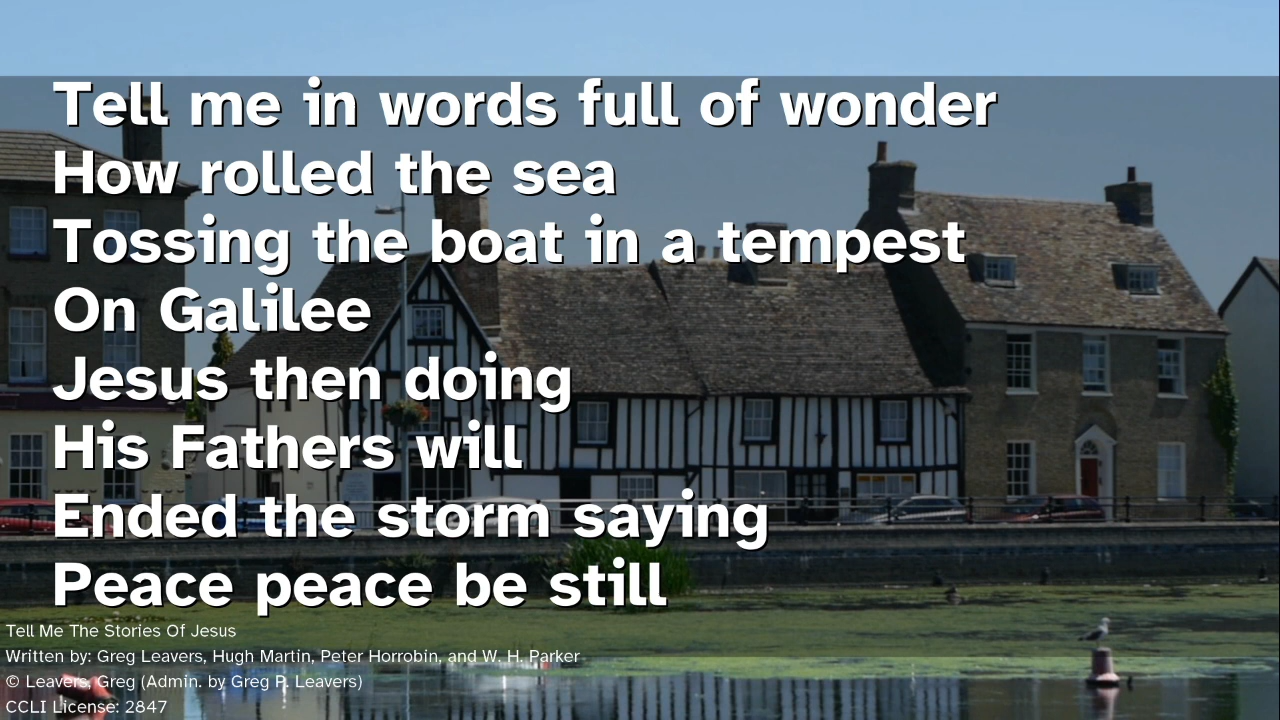 Tell me in words full of wonder
How rolled the sea
Tossing the boat in a tempest
On Galilee
Jesus then doing
His Fathers will
Ended the storm saying
Peace peace be still
Tell Me The Stories Of Jesus
Written by: Greg Leavers, Hugh Martin, Peter Horrobin, and W. H. Parker
© Leavers, Greg (Admin. by Greg P. Leavers)
CCLI License: 2847